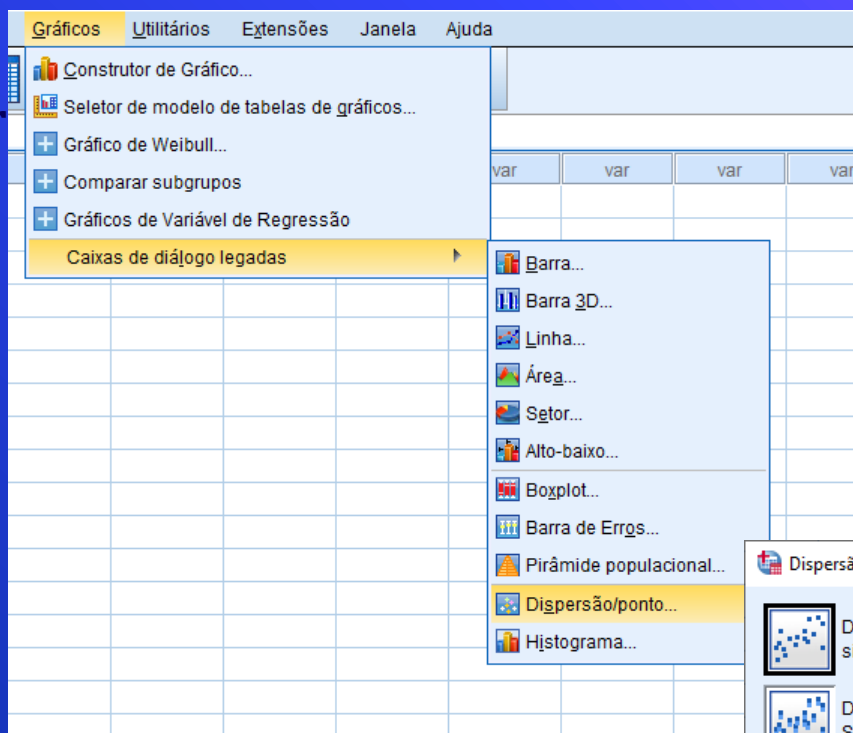 Gráficos Utilitários Extensões Janela Ajuda
Construtor de Gráfico...
Seletor de modelo de tabelas de gráficos...
Gráfico de Weibull...
Comparar subgrupos
Gráficos de Variável de Regressão
Caixas de diálogo legadas
var var var var
Barra...
Barra 3D...
Linha...
Área...
Setor...
Alto-baixo...
Boxplot...
Barra de Erros...
Pirâmide populacional...
Dispersão/ponto...
Histograma...